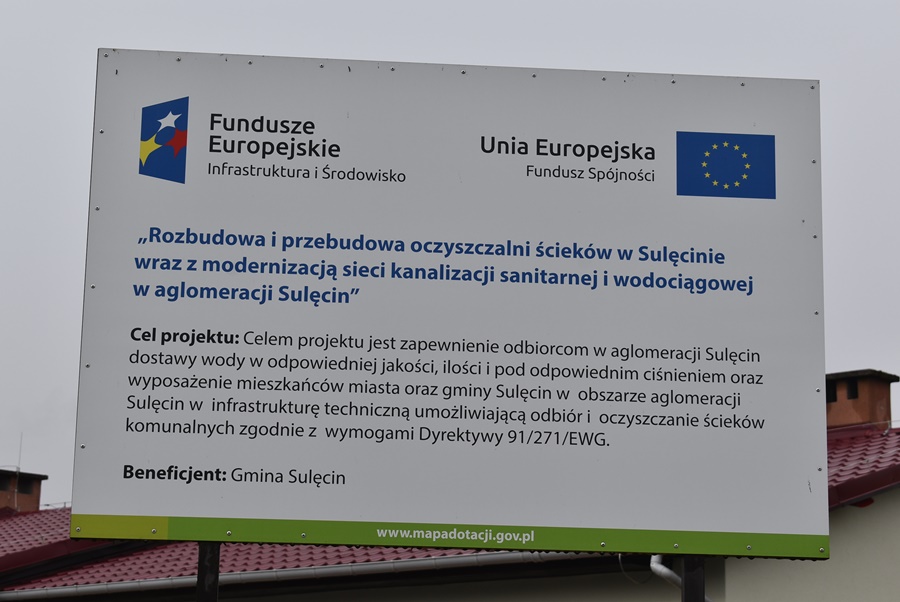 Fundusze
Europejskie
Infrastruktura i Środowisko
Unia Europejska
Fundusz Spójności
„Rozbudowa i przebudowa oczyszczalni ścieków w Sulęcinie
wraz z modernizacją sieci kanalizacji sanitarnej i wodociągowej
w aglomeracji Sulęcin”
Cel projektu: Celem projektu jest zapewnienie odbiorcom w aglomeracji Sulęcin
dostawy wody w odpowiedniej jakości, ilości i pod odpowiednim ciśnieniem oraz
wyposażenie mieszkańców miasta oraz gminy Sulęcin w obszarze aglomeracji
Sulęcin w infrastrukturę techniczną umożliwiającą odbiór i oczyszczanie ścieków
komunalnych zgodnie z wymogami Dyrektywy 91/271/EWG.
Beneficjent: Gmina Sulęcin
www.mapadotacji.gov.pl